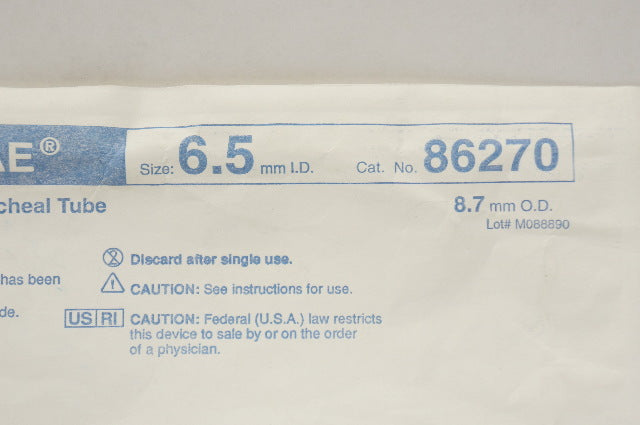 AE®
Size: 6.5 mm I.D. Cat. No. 86270
cheal Tube
8.7 mm O.D.
Lot# M088890
Discard after single use.
has been
CAUTION: See instructions for use.
de.
US RI CAUTION: Federal (U.S.A.) law restricts
this device to sale by or on the order
of a physician.